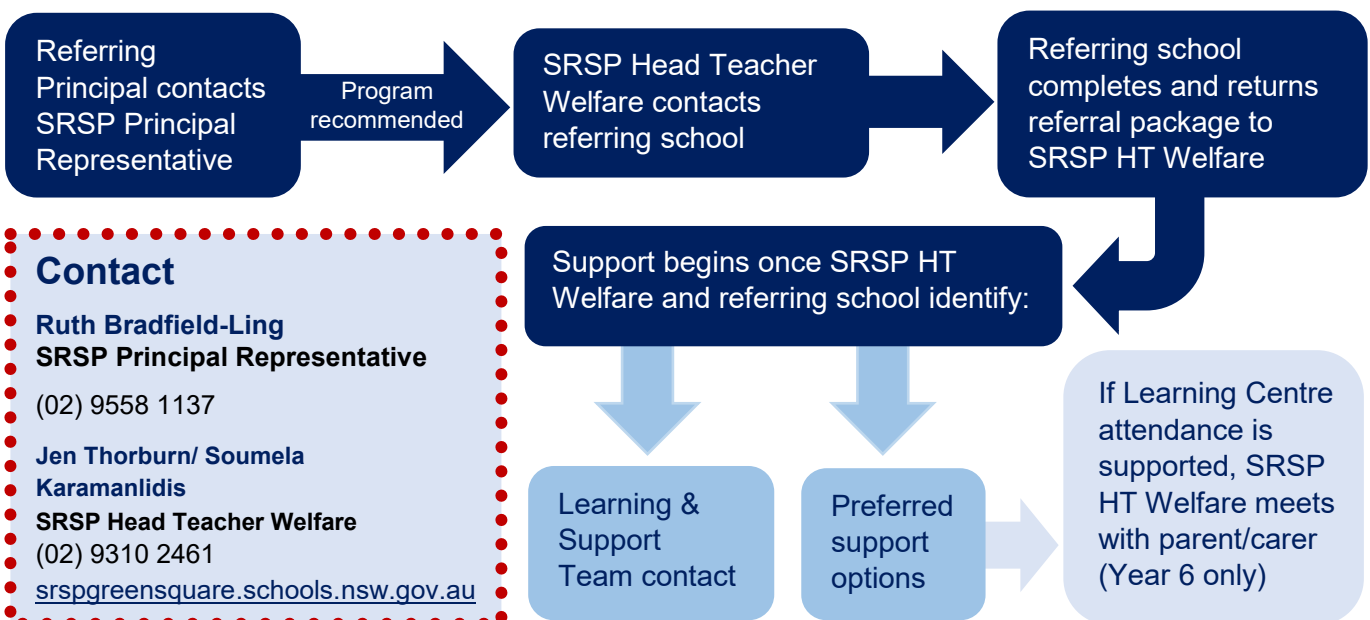 Referring
Principal contacts
SRSP Principal
Representative
Program
recommended
SRSP Head Teacher
Welfare contacts
referring school
Referring school
completes and returns
referral package to
SRSP HT Welfare
Contact
Ruth Bradfield-Ling
SRSP Principal Representative
(02) 9558 1137
Jen Thorburn/ Soumela
Karamanlidis
SRSP Head Teacher Welfare
(02) 9310 2461
srspgreensquare.schools.nsw.gov.au
Support begins once SRSP HT
Welfare and referring school identify:
Learning &
Support
Team contact
Preferred
support
options
If Learning Centre
attendance is
supported, SRSP
HT Welfare meets
with parent/carer
(Year 6 only)